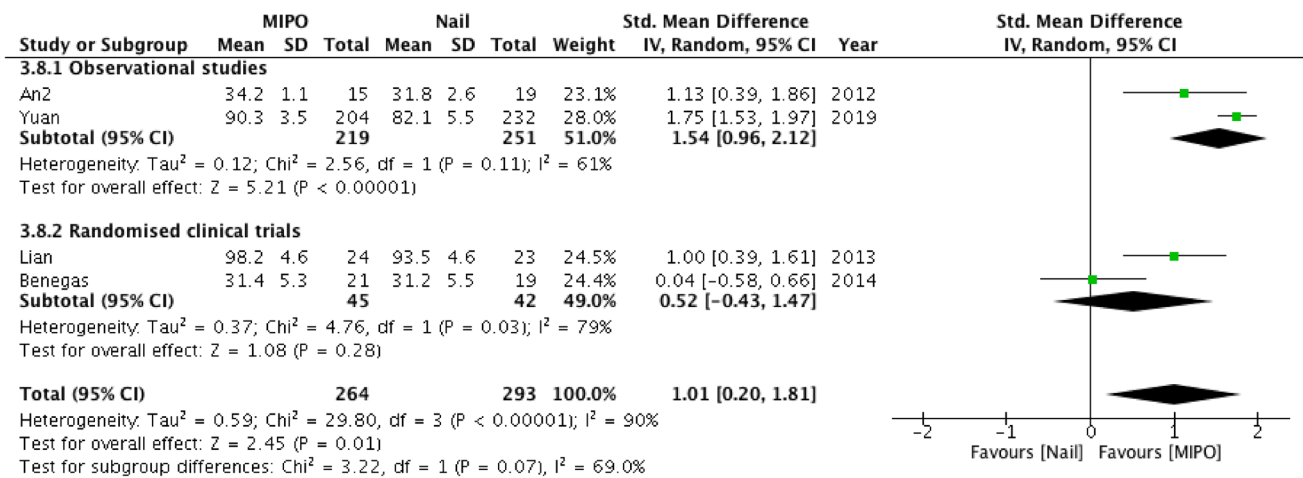 MIPO Nail Std. Mean Difference Std. Mean Difference
Study or Subgroup Mean SD Total Mean SD Total Weight IV, Random, 95% CI Year IV, Random, 95% CI
3.8.1 Observational studies
An2 34.2 1.1 15 31.8 2.6 19 23.1% 1.13 [0.39, 1.86] 2012
Yuan 90.3 3.5 204 82.1 5.5 232 28.0% 1.75 [1.53, 1.97] 2019
Subtotal (95% CI) 219 251 51.0% 1.54 [0.96, 2.12]
Heterogeneity: Tau² = 0.12; Chi² = 2.56, df = 1 (P = 0.11); I² = 61%
Test for overall effect: Z = 5.21 (P < 0.00001)
3.8.2 Randomised clinical trials
Lian 98.2 4.6 24 93.5 4.6 23 24.5% 1.00 [0.39, 1.61] 2013
Benegas 31.4 5.3 21 31.2 5.5 19 24.4% 0.04 [−0.58, 0.66] 2014
Subtotal (95% CI) 45 42 49.0% 0.52 [−0.43, 1.47]
Heterogeneity: Tau² = 0.37; Chi² = 4.76, df = 1 (P = 0.03); I² = 79%
Test for overall effect: Z = 1.08 (P = 0.28)
Total (95% CI) 264 293 100.0% 1.01 [0.20, 1.81]
Heterogeneity: Tau² = 0.59; Chi² = 29.80, df = 3 (P < 0.00001); I² = 90%
Test for overall effect: Z = 2.45 (P = 0.01)
Test for subgroup differences: Chi² = 3.22, df = 1 (P = 0.07), I² = 69.0%
−2 −1 0 1 2
Favours [Nail] Favours [MIPO]